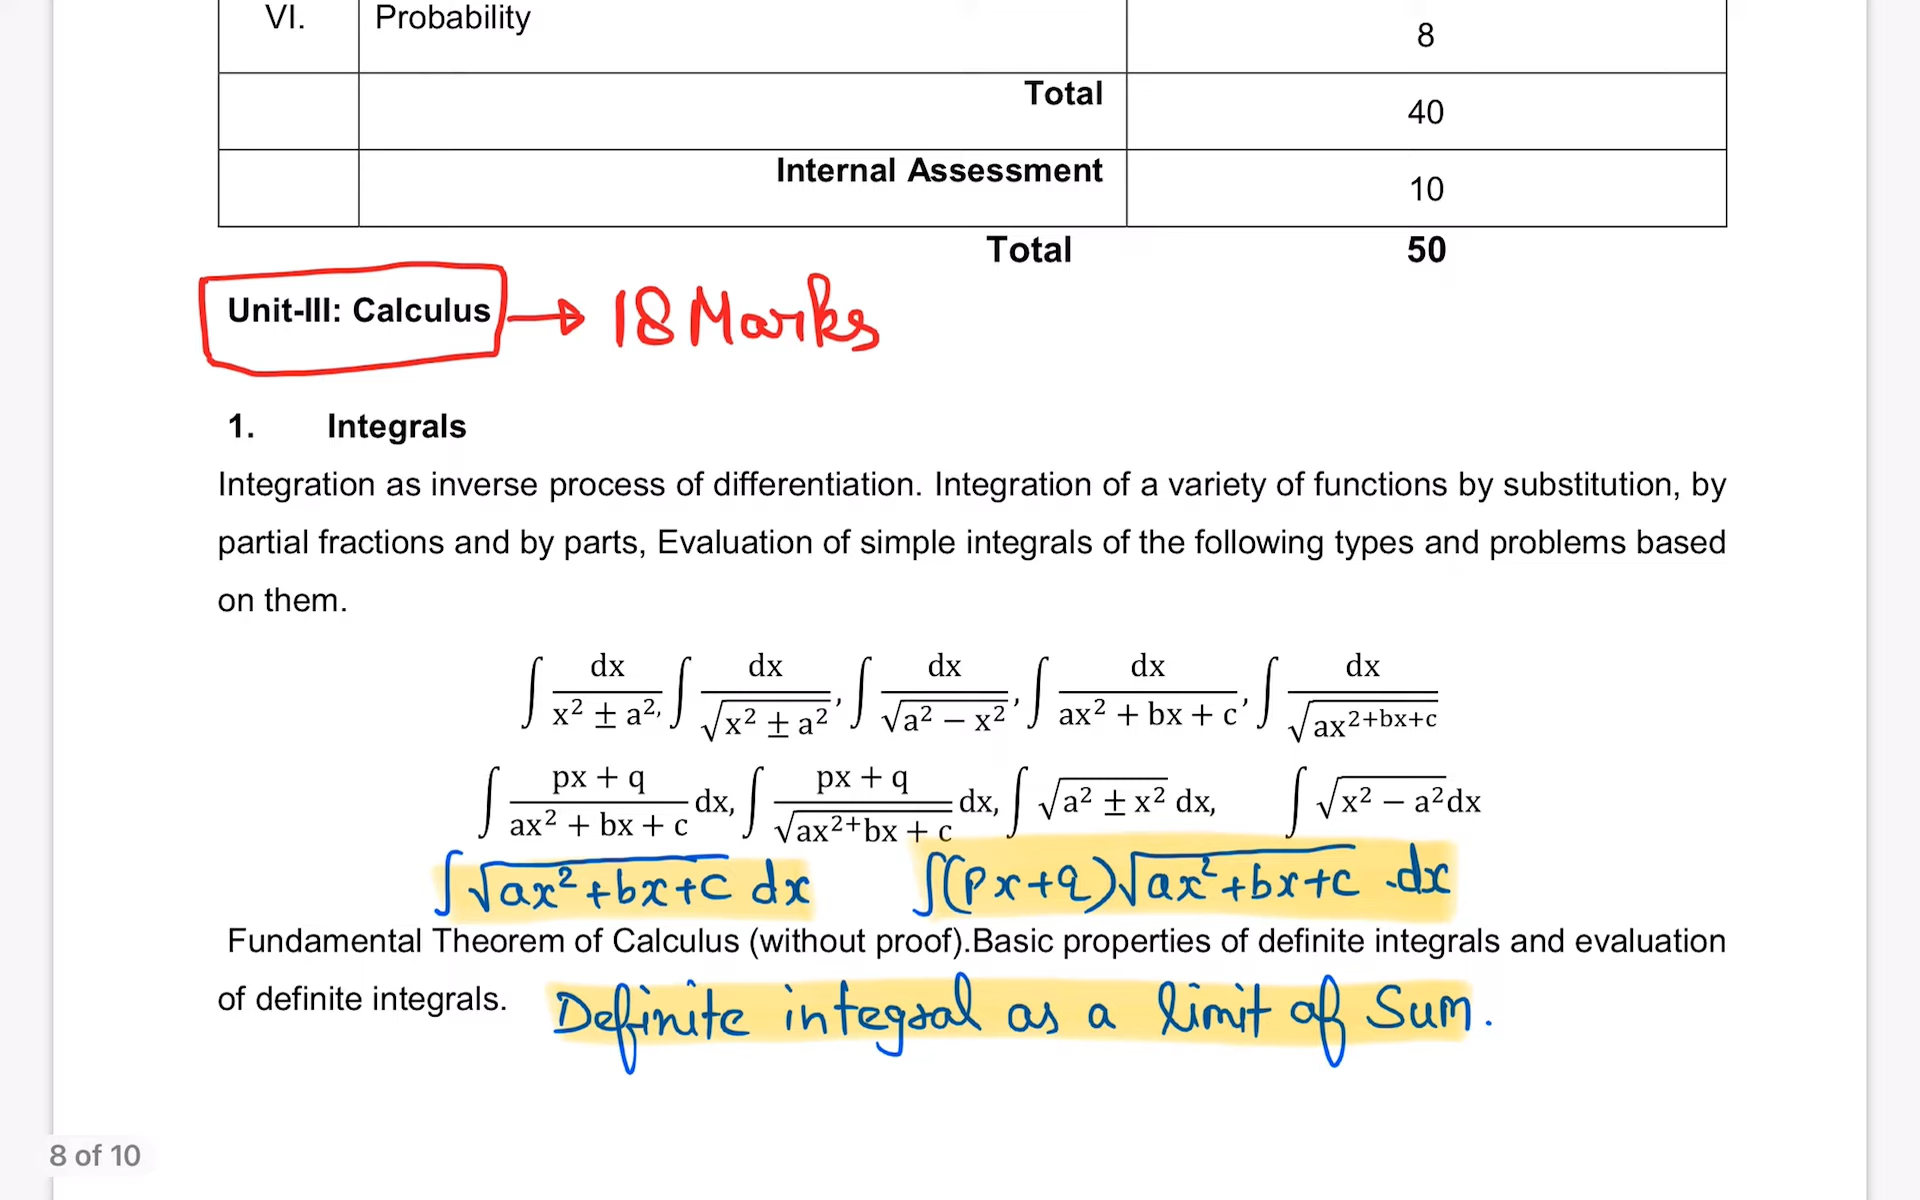 VI. Probability 8
Total 40
Internal Assessment 10
Total 50
Unit-III: Calculus → 18 Marks
1. Integrals
Integration as inverse process of differentiation. Integration of a variety of functions by substitution, by
partial fractions and by parts, Evaluation of simple integrals of the following types and problems based
on them.
∫ dx/(x² ± a²), ∫ dx/√(x² ± a²), ∫ dx/√(a² − x²), ∫ dx/(ax² + bx + c), ∫ dx/√(ax²+bx+c)
∫ (px + q)/(ax² + bx + c) dx, ∫ (px + q)/√(ax²+bx + c) dx, ∫ √(a² ± x²) dx, ∫ √(x² − a²)dx
∫√(ax²+bx+c) dx ∫(px+q)√(ax²+bx+c) .dx
Fundamental Theorem of Calculus (without proof).Basic properties of definite integrals and evaluation
of definite integrals. Definite integral as a limit of Sum.
8 of 10